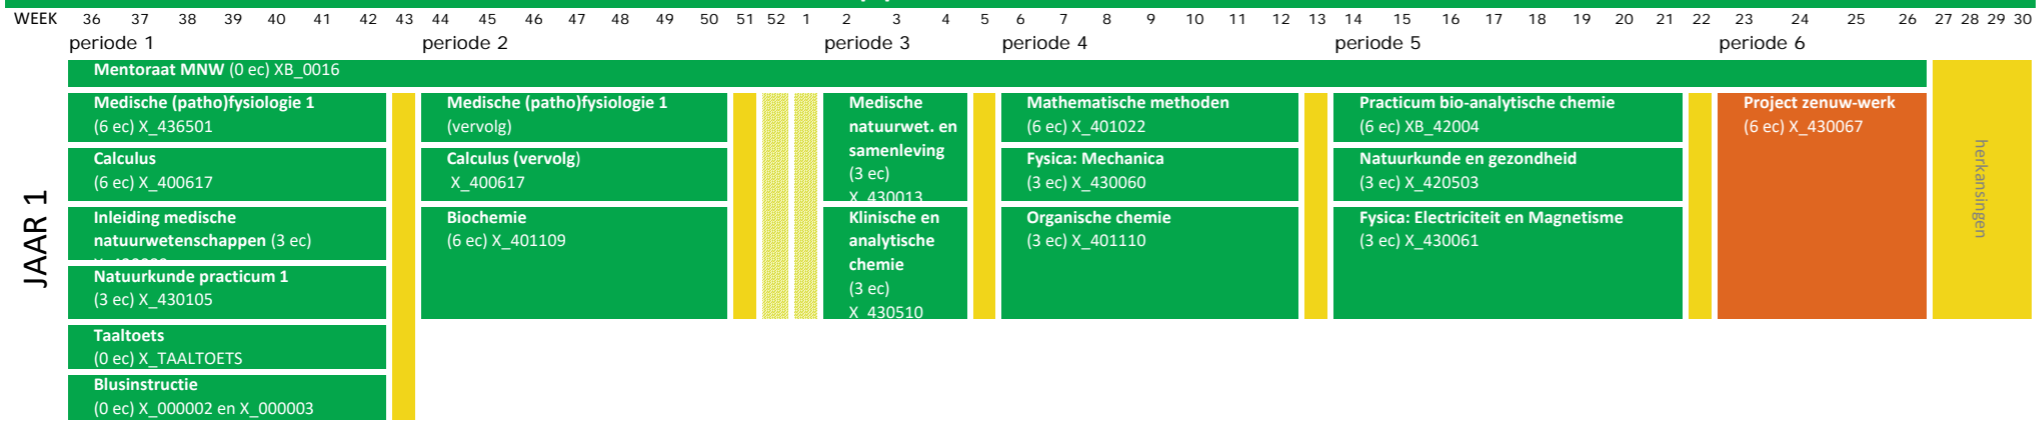 WEEK 36 37 38 39 40 41 42 43 44 45 46 47 48 49 50 51 52 1 2 3 4 5 6 7 8 9 10 11 12 13 14 15 16 17 18 19 20 21 22 23 24 25 26 27 28 29 30
periode 1 periode 2 periode 3 periode 4 periode 5 periode 6
JAAR 1
Mentoraat MNW (0 ec) XB_0016
Medische (patho)fysiologie 1
(6 ec) X_436501
Calculus
(6 ec) X_400617
Inleiding medische
natuurwetenschappen (3 ec)
Natuurkunde practicum 1
(3 ec) X_430105
Taaltoets
(0 ec) X_TAALTOETS
Blusinstructie
(0 ec) X_000002 en X_000003
Medische (patho)fysiologie 1
(vervolg)
Calculus (vervolg)
X_400617
Biochemie
(6 ec) X_401109
Medische
natuurwet. en
samenleving
(3 ec)
X_430013
Klinische en
analytische
chemie
(3 ec)
X_430510
Mathematische methoden
(6 ec) X_401022
Fysica: Mechanica
(3 ec) X_430060
Organische chemie
(3 ec) X_401110
Practicum bio-analytische chemie
(6 ec) XB_42004
Natuurkunde en gezondheid
(3 ec) X_420503
Fysica: Electriciteit en Magnetisme
(3 ec) X_430061
Project zenuw-werk
(6 ec) X_430067
herkansingen